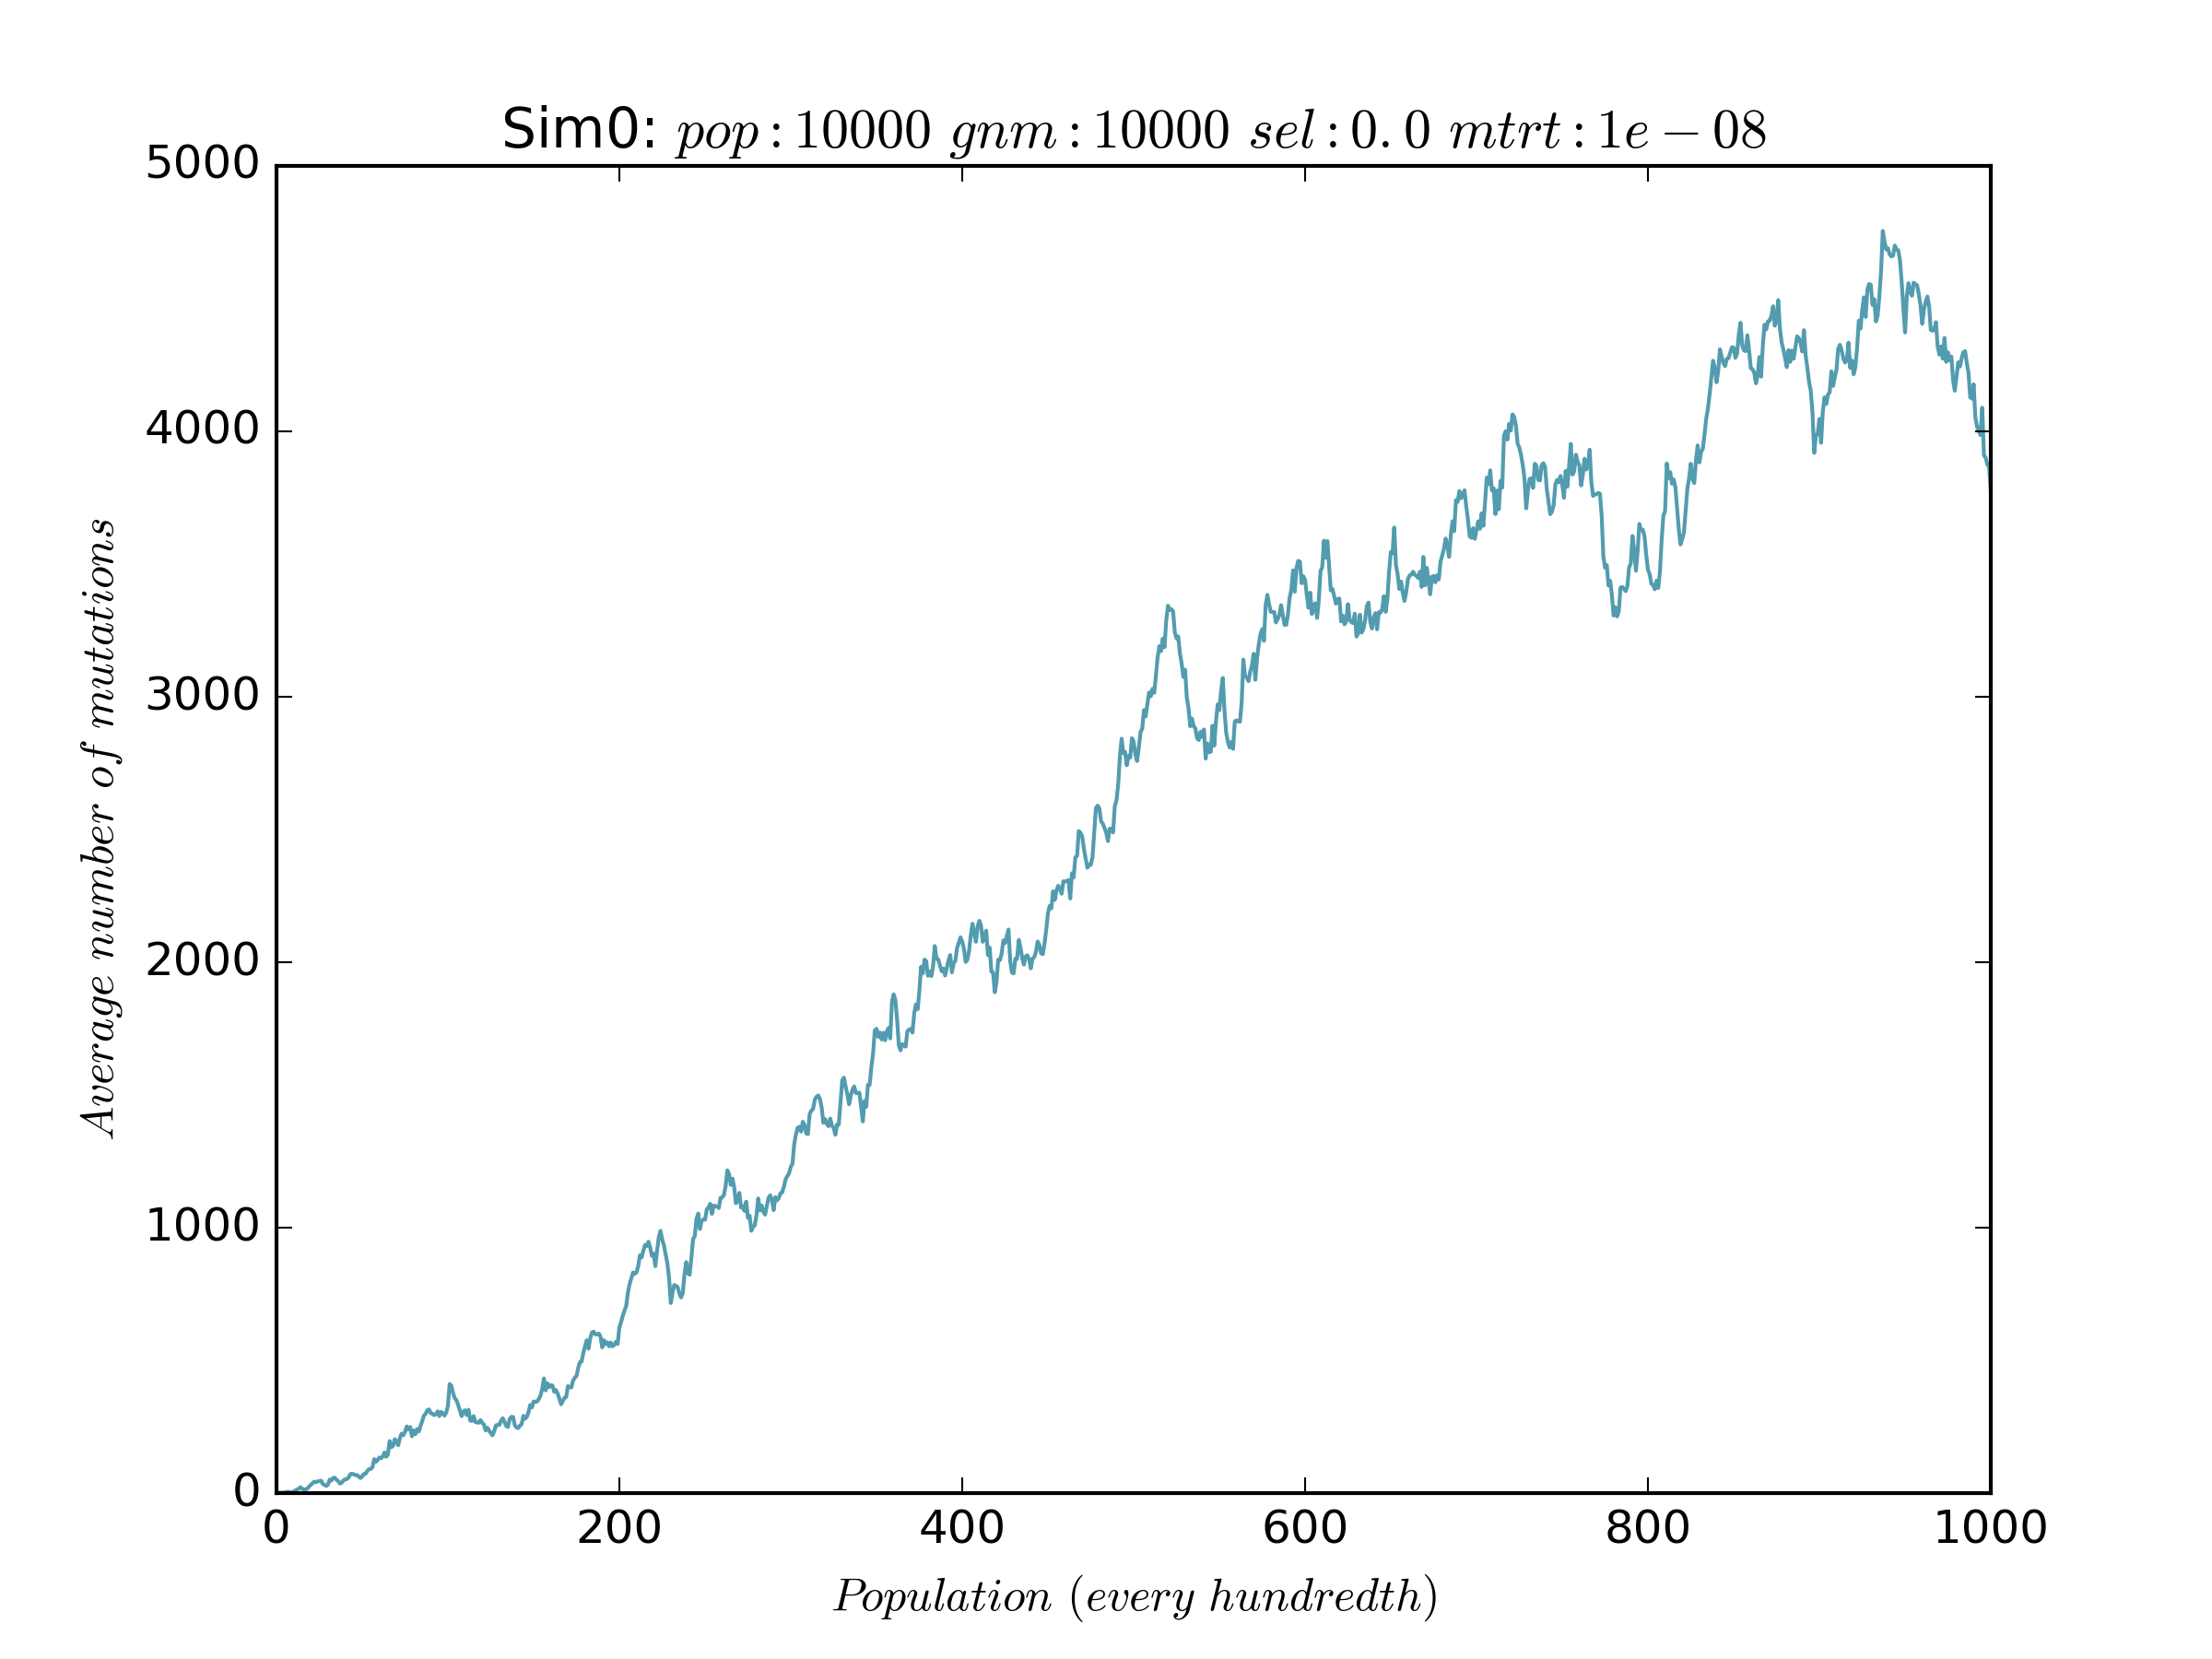 Sim0: pop : 10000 gnm : 10000 sel : 0.0 mtrt : 1e − 08
5000
4000
3000
2000
1000
0
Average number of mutations
0 200 400 600 800 1000
Population (every hundredth)